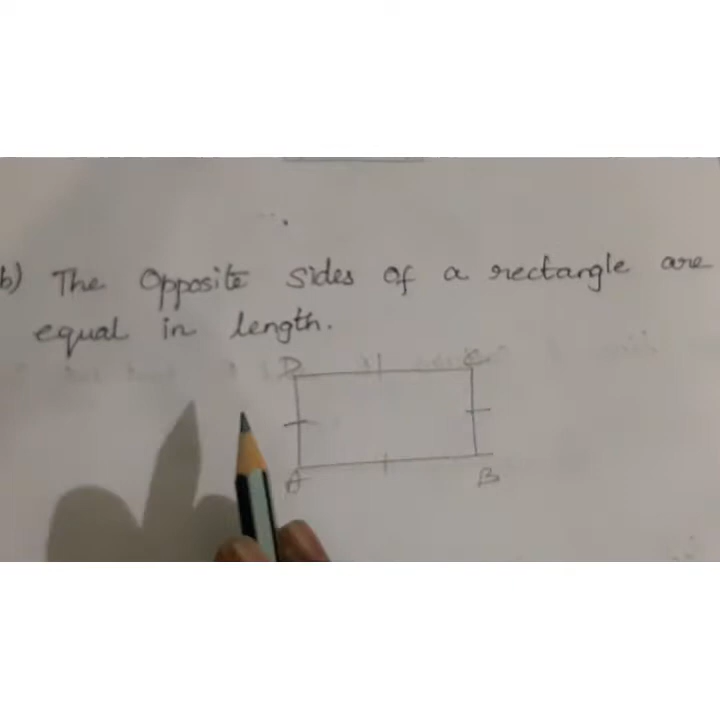 b) The Opposite sides of a rectangle are
equal in length.
D C
A B